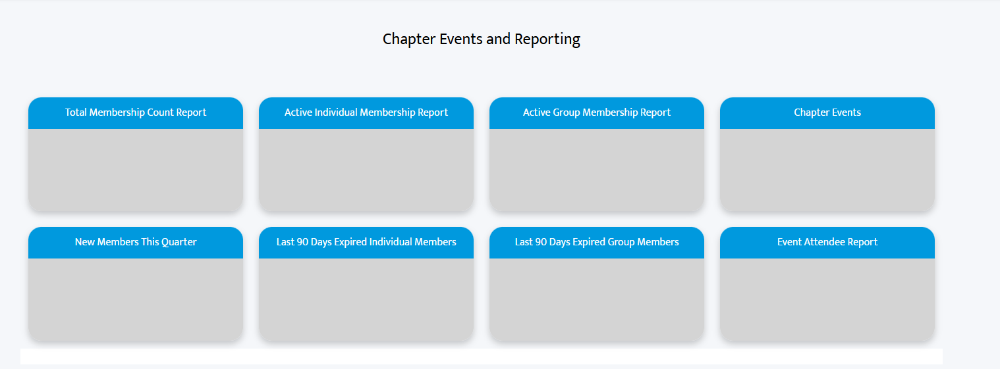 Chapter Events and Reporting
Total Membership Count Report
Active Individual Membership Report
Active Group Membership Report
Chapter Events
New Members This Quarter
Last 90 Days Expired Individual Members
Last 90 Days Expired Group Members
Event Attendee Report